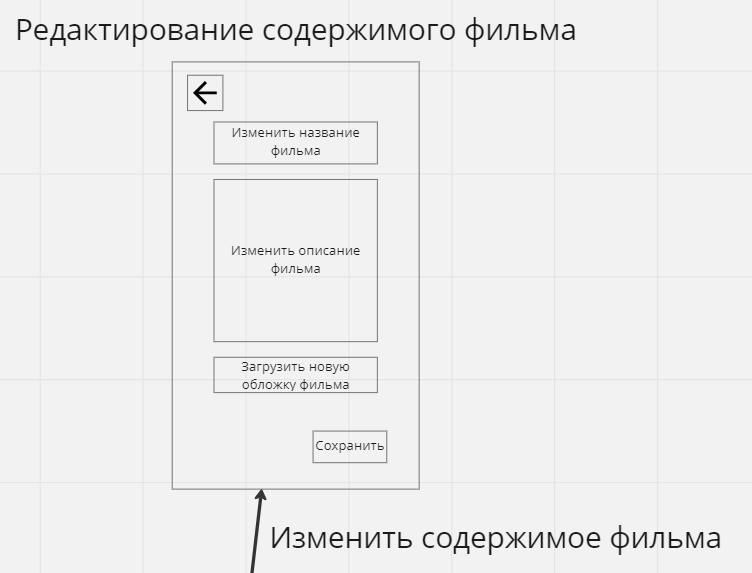 Редактирование содержимого фильма
Изменить название
фильма
Изменить описание
фильма
Загрузить новую
обложку фильма
Сохранить
Изменить содержимое фильма